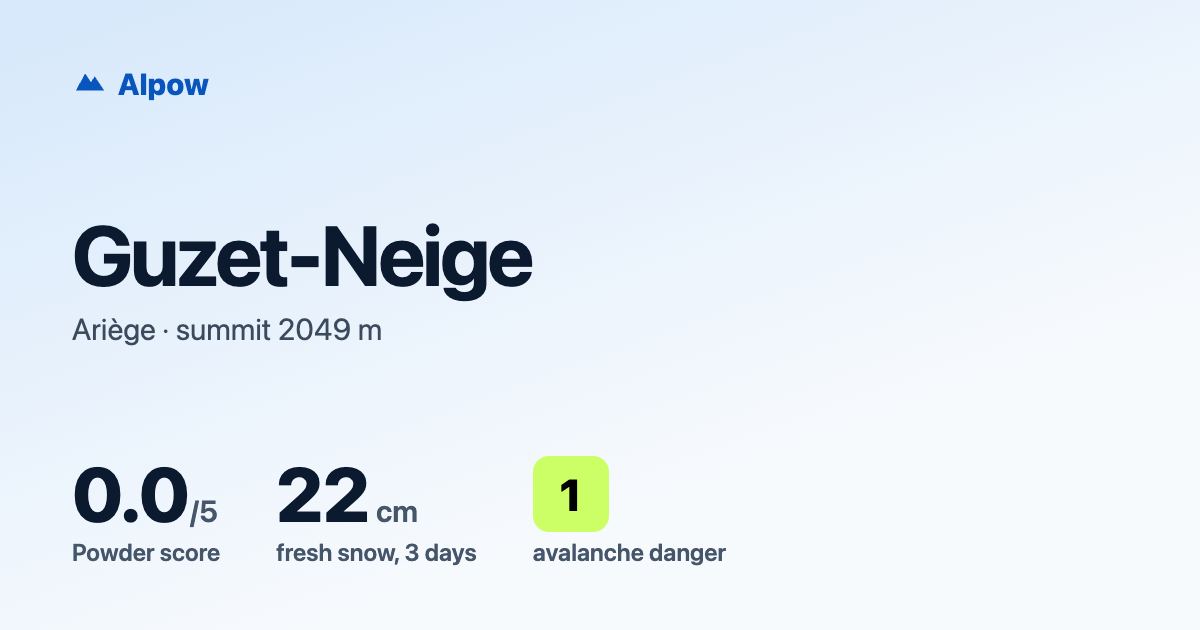 Alpow
Guzet-Neige
Ariège · summit 2049 m
0.0/5
Powder score
22 cm
fresh snow, 3 days
1
avalanche danger